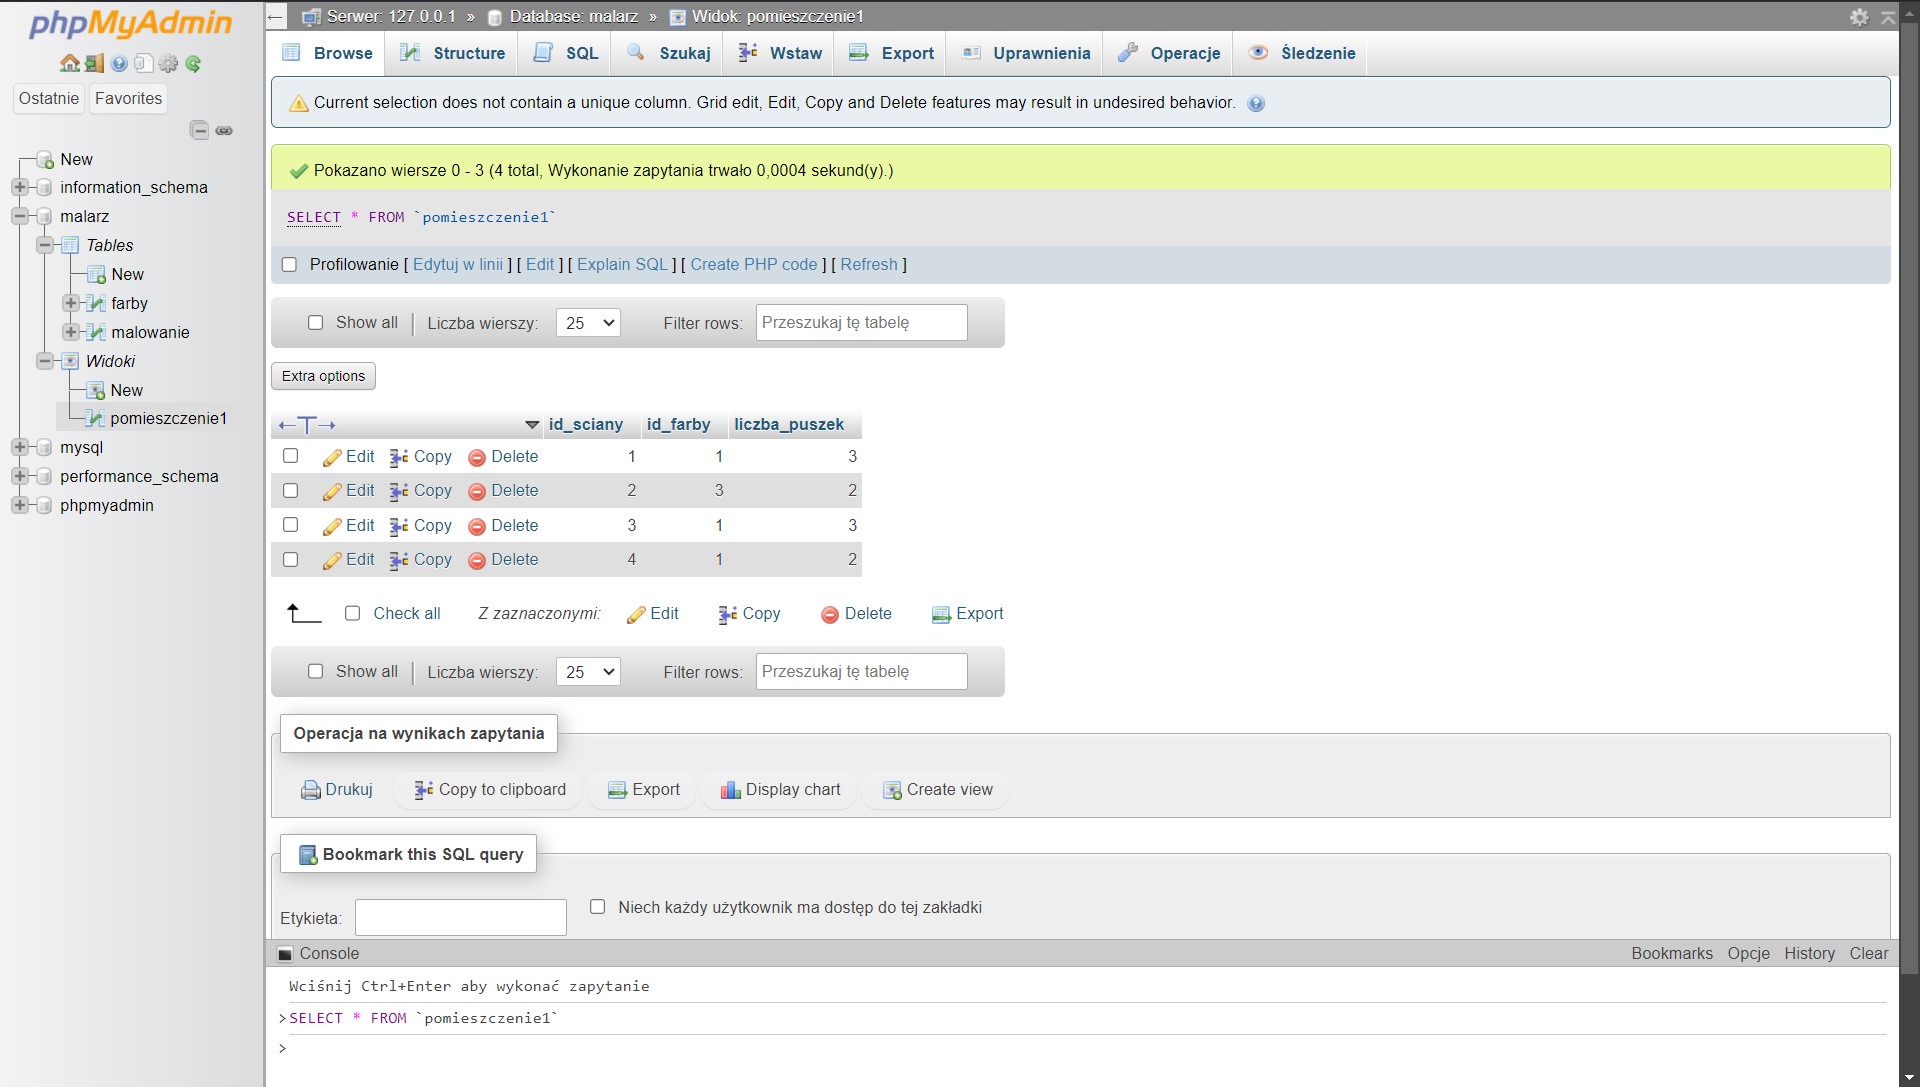 phpMyAdmin
Ostatnie Favorites
New
information_schema
malarz
Tables
New
farby
malowanie
Widoki
New
pomieszczenie1
mysql
performance_schema
phpmyadmin
Serwer: 127.0.0.1 » Database: malarz » Widok: pomieszczenie1
Browse Structure SQL Szukaj Wstaw Export Uprawnienia Operacje Śledzenie
Current selection does not contain a unique column. Grid edit, Edit, Copy and Delete features may result in undesired behavior.
Pokazano wiersze 0 - 3 (4 total, Wykonanie zapytania trwało 0,0004 sekund(y).)
SELECT * FROM `pomieszczenie1`
Profilowanie [ Edytuj w linii ] [ Edit ] [ Explain SQL ] [ Create PHP code ] [ Refresh ]
Show all | Liczba wierszy: 25 Filter rows: Przeszukaj tę tabelę
Extra options
←T→ id_sciany id_farby liczba_puszek
Edit Copy Delete 1 1 3
Edit Copy Delete 2 3 2
Edit Copy Delete 3 1 3
Edit Copy Delete 4 1 2
Check all Z zaznaczonymi: Edit Copy Delete Export
Show all | Liczba wierszy: 25 Filter rows: Przeszukaj tę tabelę
Operacja na wynikach zapytania
Drukuj Copy to clipboard Export Display chart Create view
Bookmark this SQL query
Etykieta: Niech każdy użytkownik ma dostęp do tej zakładki
Console Bookmarks Opcje History Clear
Wciśnij Ctrl+Enter aby wykonać zapytanie
>SELECT * FROM `pomieszczenie1`
>